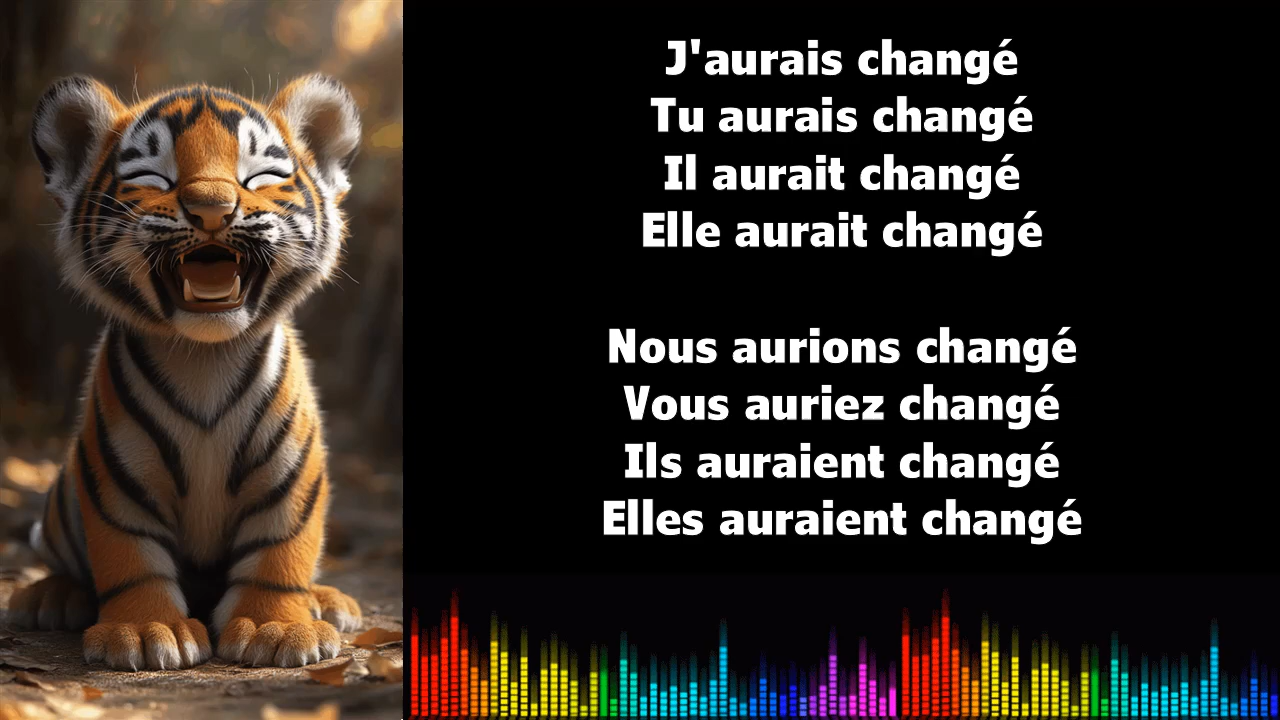 J'aurais changé
Tu aurais changé
Il aurait changé
Elle aurait changé
Nous aurions changé
Vous auriez changé
Ils auraient changé
Elles auraient changé